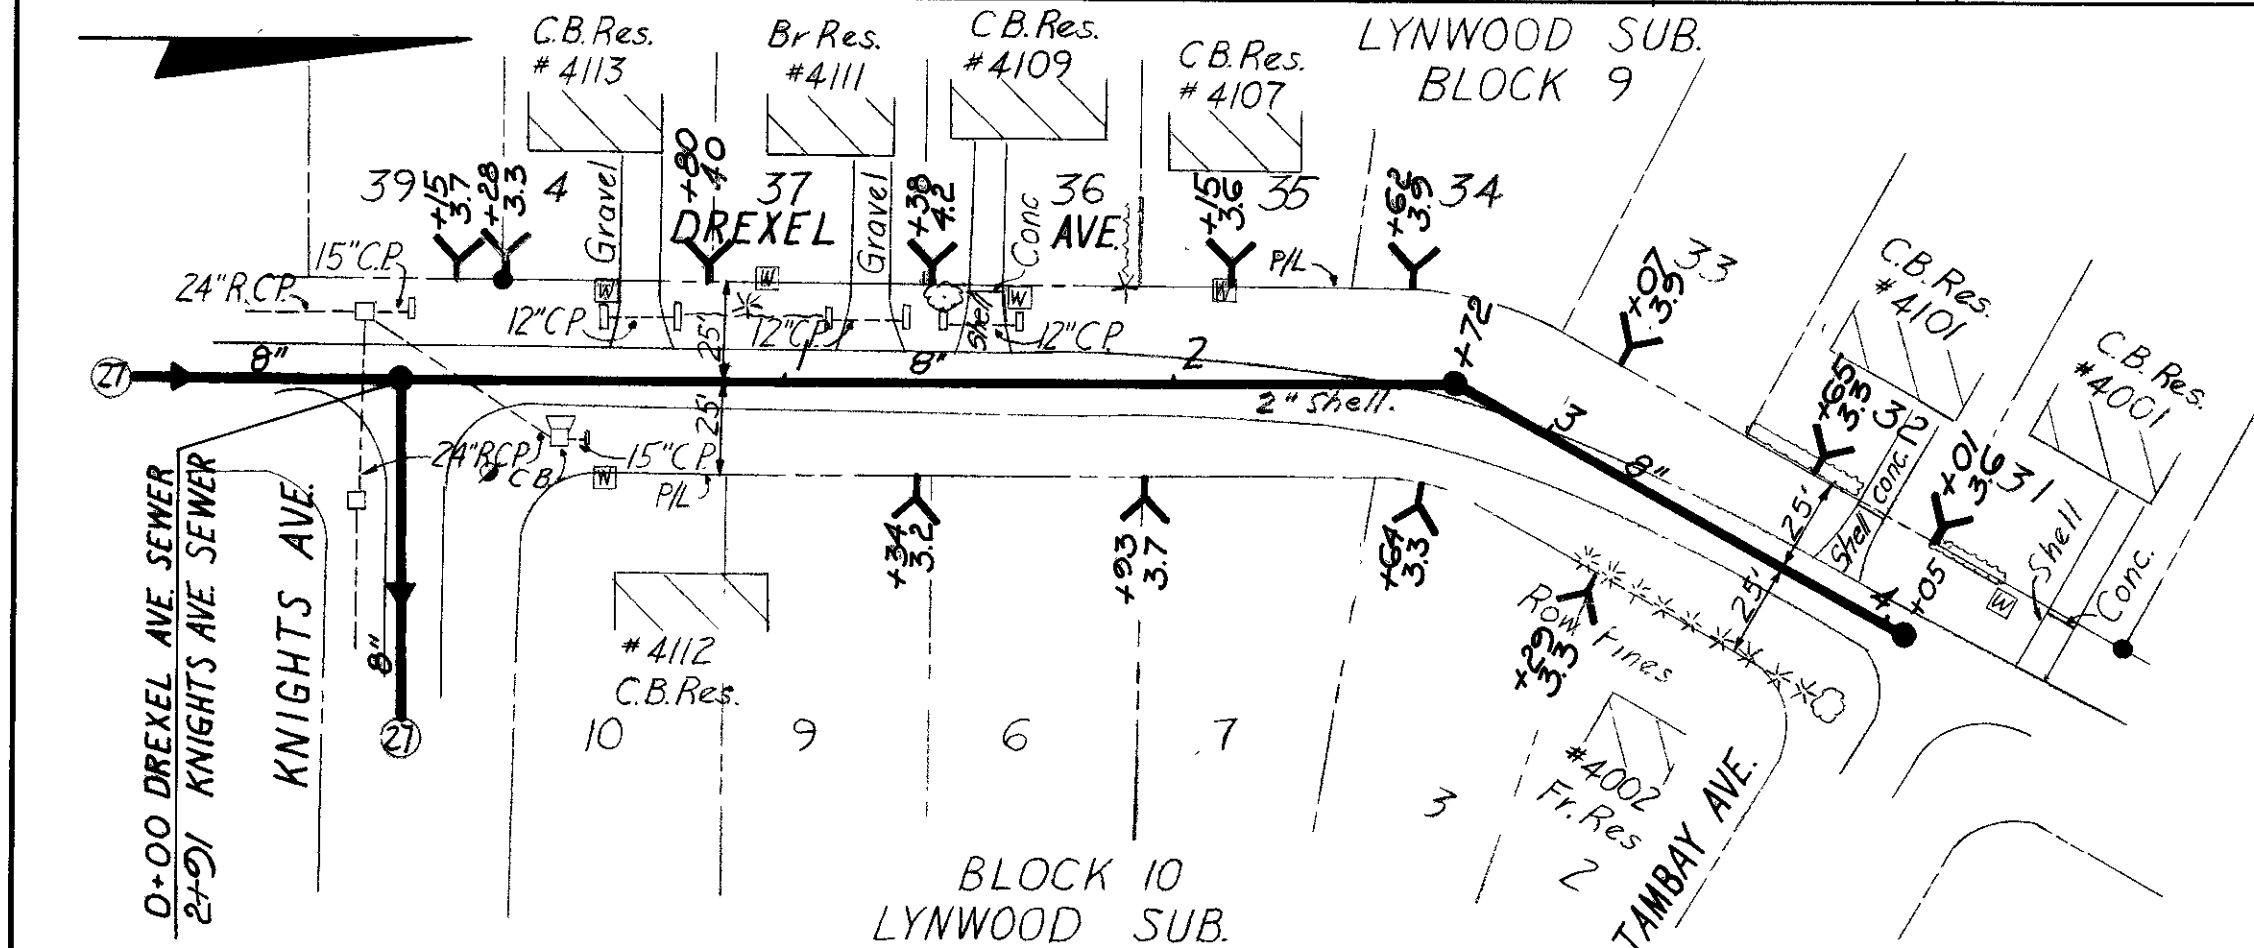 C.B. Res.
# 4113
Br Res.
#4111
C.B. Res.
#4109
C.B. Res.
# 4107
LYNWOOD SUB.
BLOCK 9
39
+15
3.7
+28
3.3
4
Gravel
+80
4.0
37
DREXEL
Gravel
+38
4.2
Conc
36
AVE.
+15
3.6
35
+62
3.9
34
+07
3.9
33
C.B. Res.
#4101
C.B. Res.
#4001
24" R.C.P.
15" C.P.
12" C.P.
12" C.P.
Shell
12" C.P.
P/L
W
W
W
W
25'
27
8"
1
8"
2
+72
2" Shell.
3
8"
+65
3.3
32
Shell
Conc.
+01
3.6
31
25'
25'
25'
4
+05
W
Shell
Conc.
24" R.C.P.
C B
15" C.P.
W
P/L
0+00 DREXEL AVE. SEWER
2+91 KNIGHTS AVE. SEWER
KNIGHTS AVE.
8"
27
+34
3.2
+93
3.7
+64
3.3
+29
3.3
Row Pines
# 4112
C.B. Res.
10
9
6
7
3
#4002
Fr. Res
2
TAMBAY AVE.
BLOCK 10
LYNWOOD SUB.